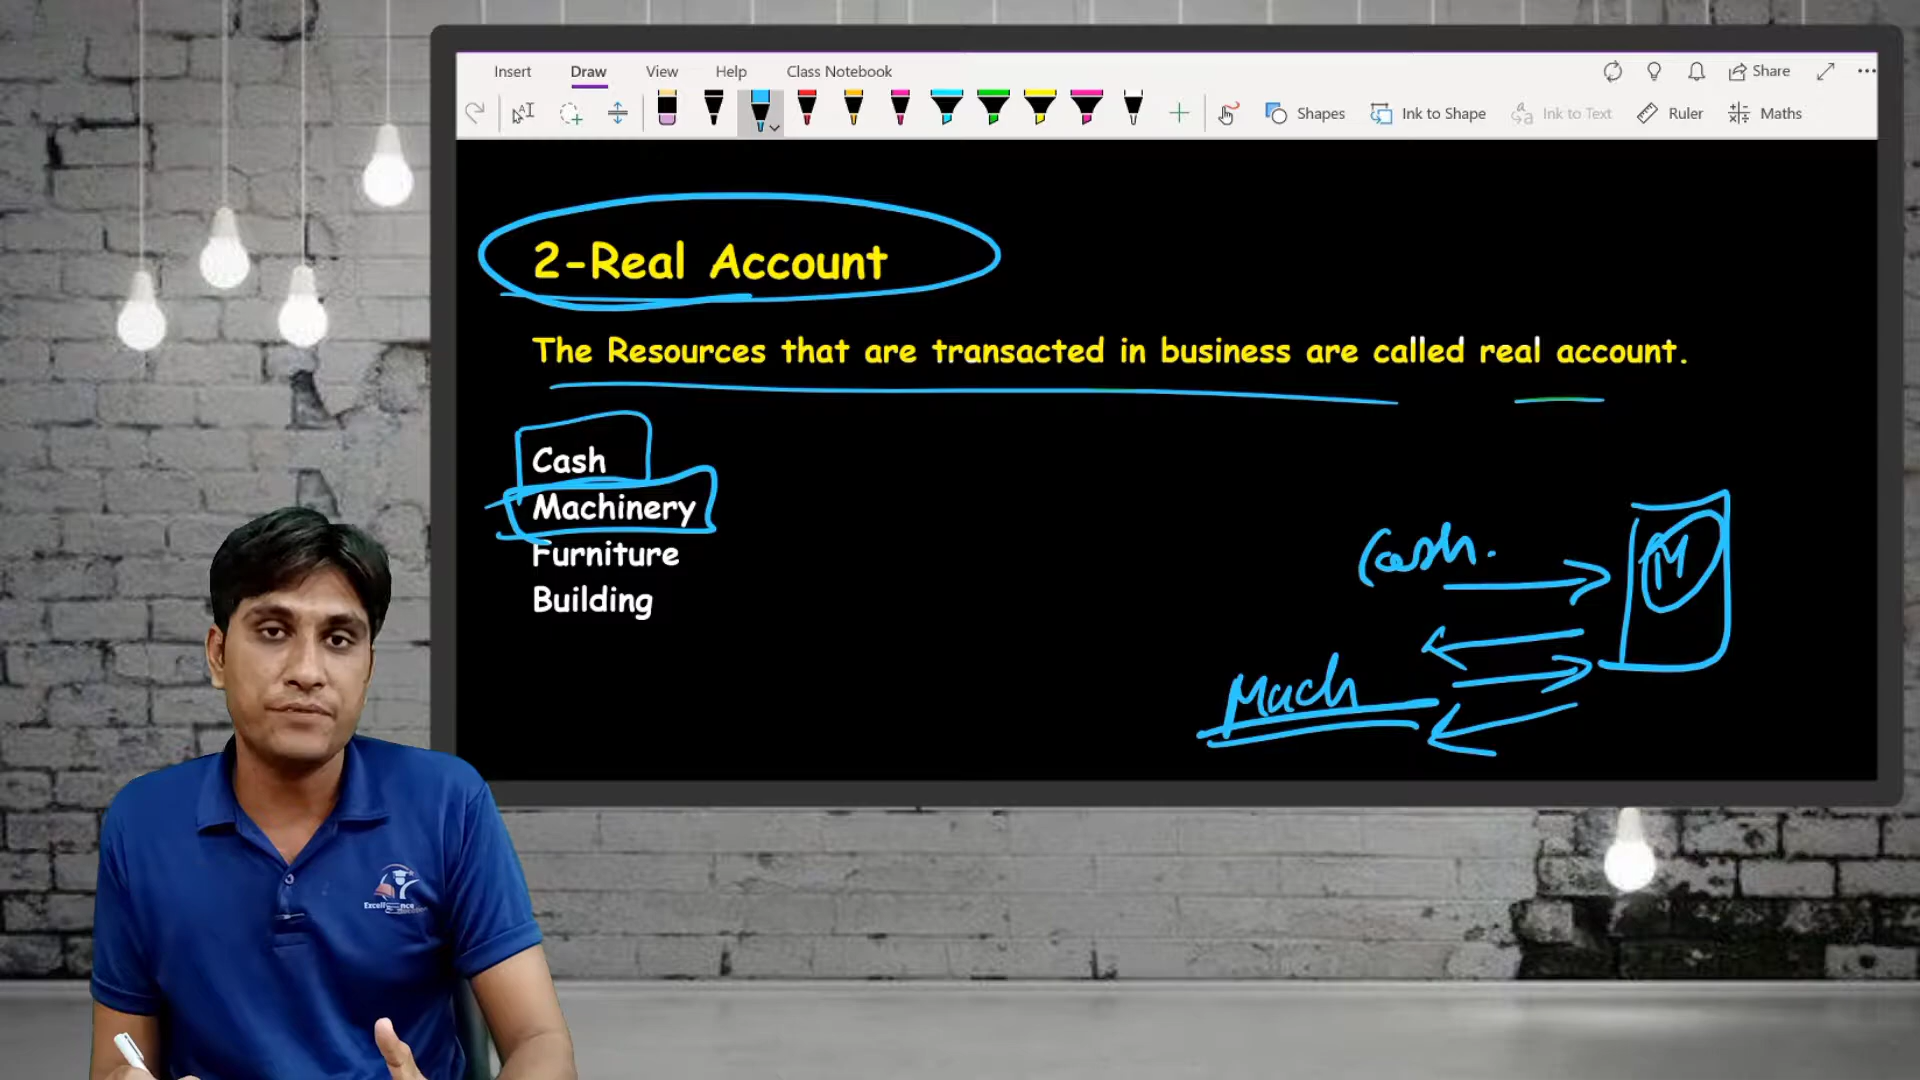 Insert Draw View Help Class Notebook Share
Shapes Ink to Shape Ink to Text Ruler Maths
2-Real Account
The Resources that are transacted in business are called real account.
Cash
Machinery
Furniture
Building
Cash.
M
Mach